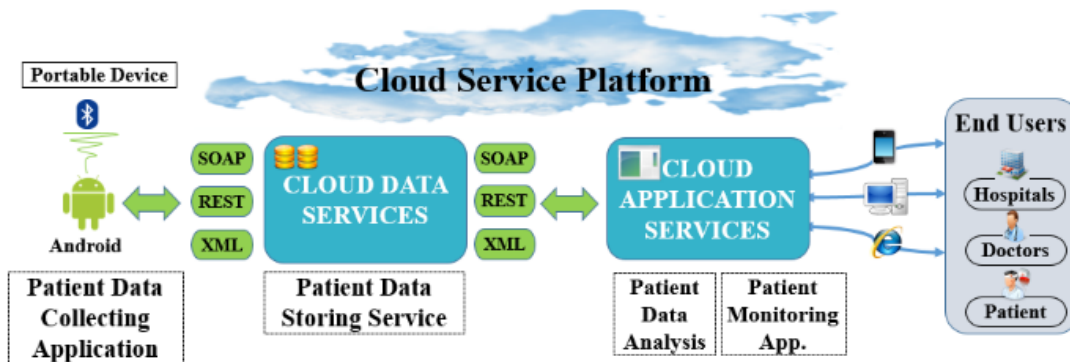 Cloud Service Platform
Portable Device
Android
Patient Data
Collecting
Application
SOAP
REST
XML
CLOUD DATA
SERVICES
Patient Data
Storing Service
SOAP
REST
XML
CLOUD
APPLICATION
SERVICES
Patient
Data
Analysis
Patient
Monitoring
App.
End Users
Hospitals
Doctors
Patient